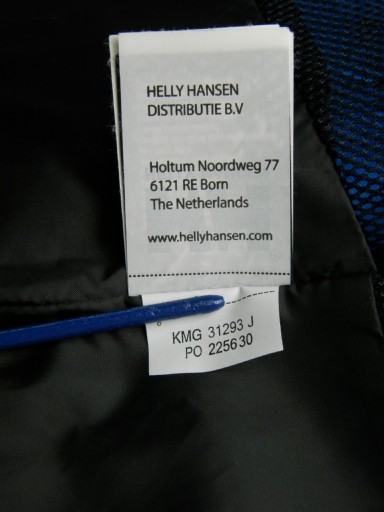 HELLY HANSEN
DISTRIBUTIE B.V
Holtum Noordweg 77
6121 RE Born
The Netherlands
www.hellyhansen.com
KMG 31293 J
PO 225630